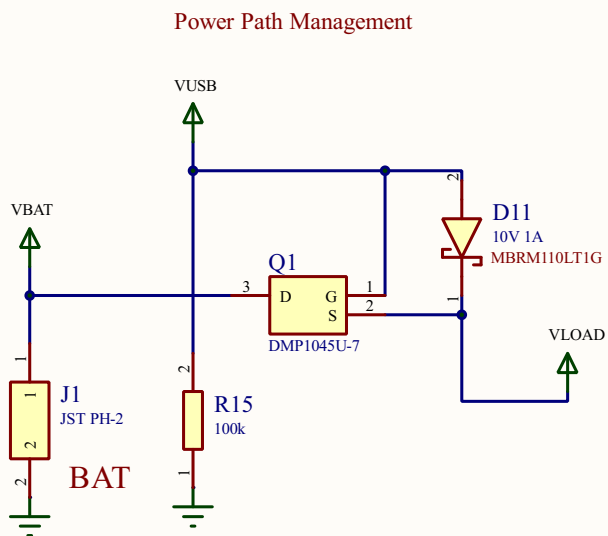 Power Path Management
VUSB
VBAT
2
D11
10V 1A
MBRM110LT1G
Q1
3
D
G
1
S
2
1
DMP1045U-7
VLOAD
1
2
1
J1
JST PH-2
R15
100k
2
BAT
2
1